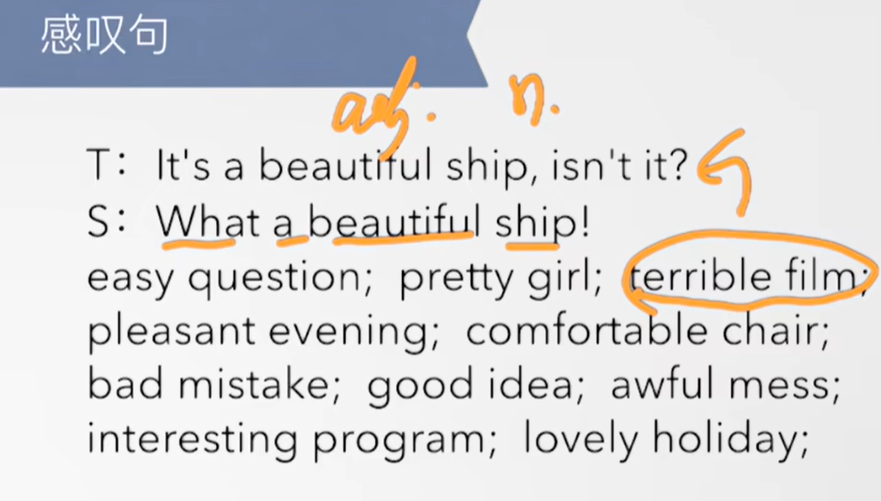 感叹句
adj. n.
T： It's a beautiful ship, isn't it?
S： What a beautiful ship!
easy question; pretty girl; terrible film;
pleasant evening; comfortable chair;
bad mistake; good idea; awful mess;
interesting program; lovely holiday;